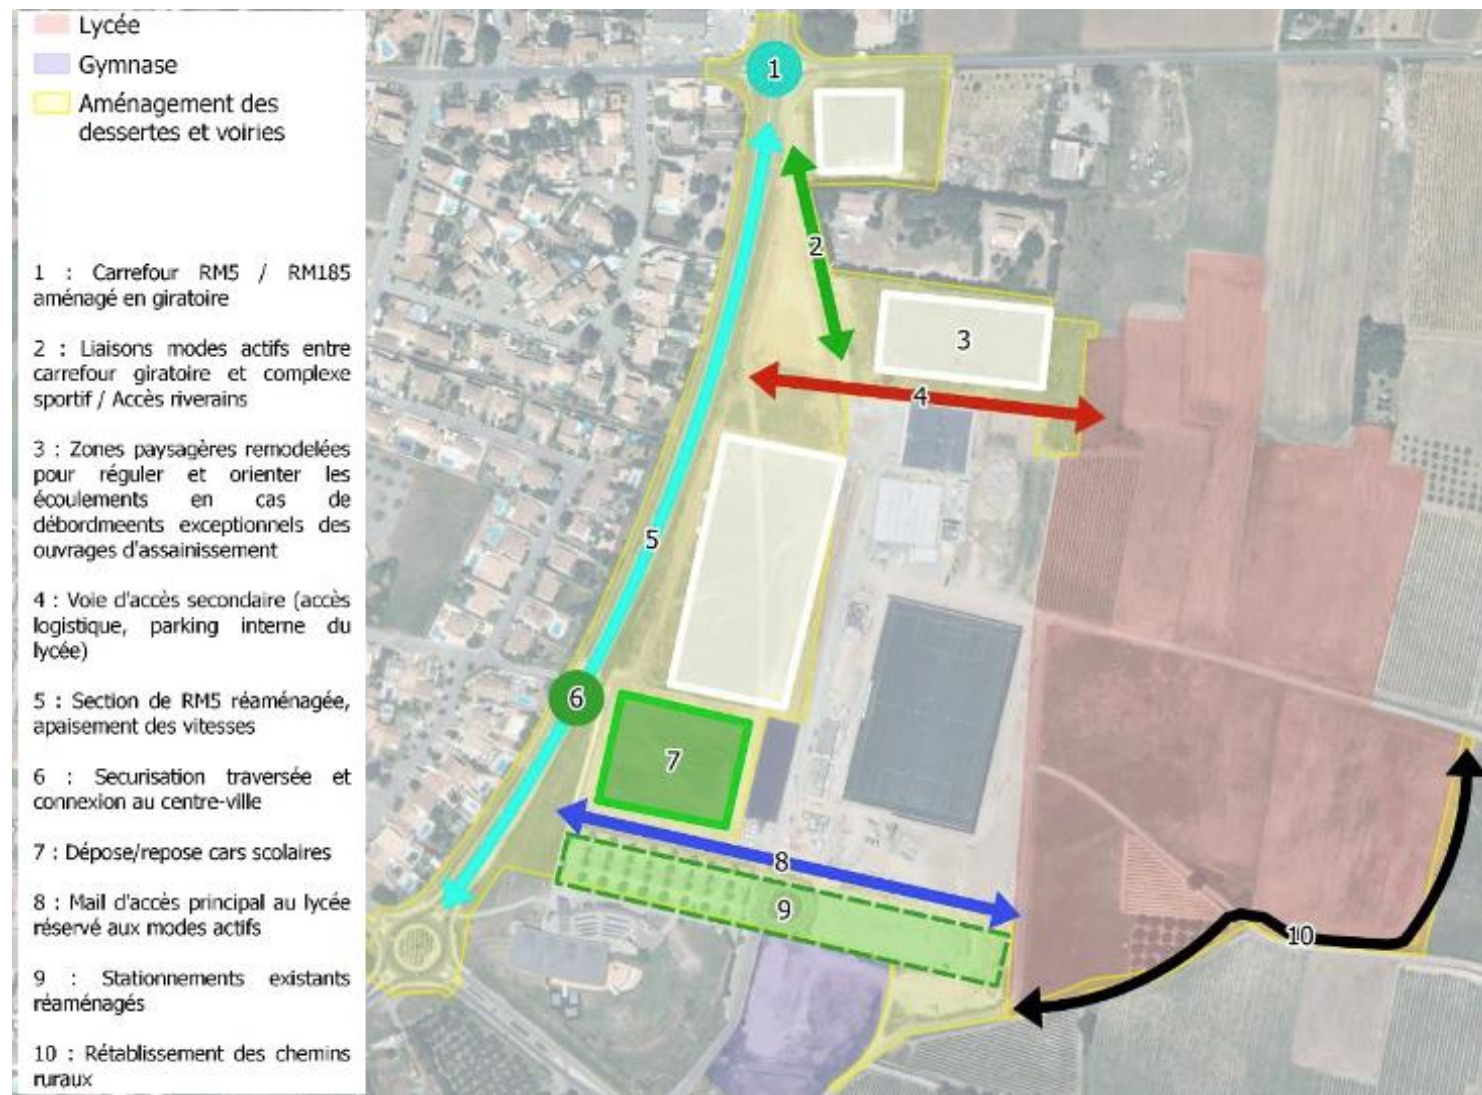 Lycée
Gymnase
Aménagement des
dessertes et voiries
1 : Carrefour RM5 / RM185
aménagé en giratoire
2 : Liaisons modes actifs entre
carrefour giratoire et complexe
sportif / Accès riverains
3 : Zones paysagères remodelées
pour réguler et orienter les
écoulements en cas de
débordmeents exceptionnels des
ouvrages d'assainissement
4 : Voie d'accès secondaire (accès
logistique, parking interne du
lycée)
5 : Section de RM5 réaménagée,
apaisement des vitesses
6 : Securisation traversée et
connexion au centre-ville
7 : Dépose/repose cars scolaires
8 : Mail d'accès principal au lycée
réservé aux modes actifs
9 : Stationnements existants
réaménagés
10 : Rétablissement des chemins
ruraux
1
2
3
4
5
6
7
8
9
10